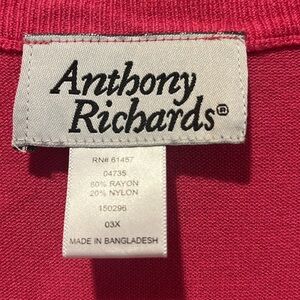 Anthony
Richards®
RN# 61457
04735
80% RAYON
20% NYLON
150296
03X
MADE IN BANGLADESH